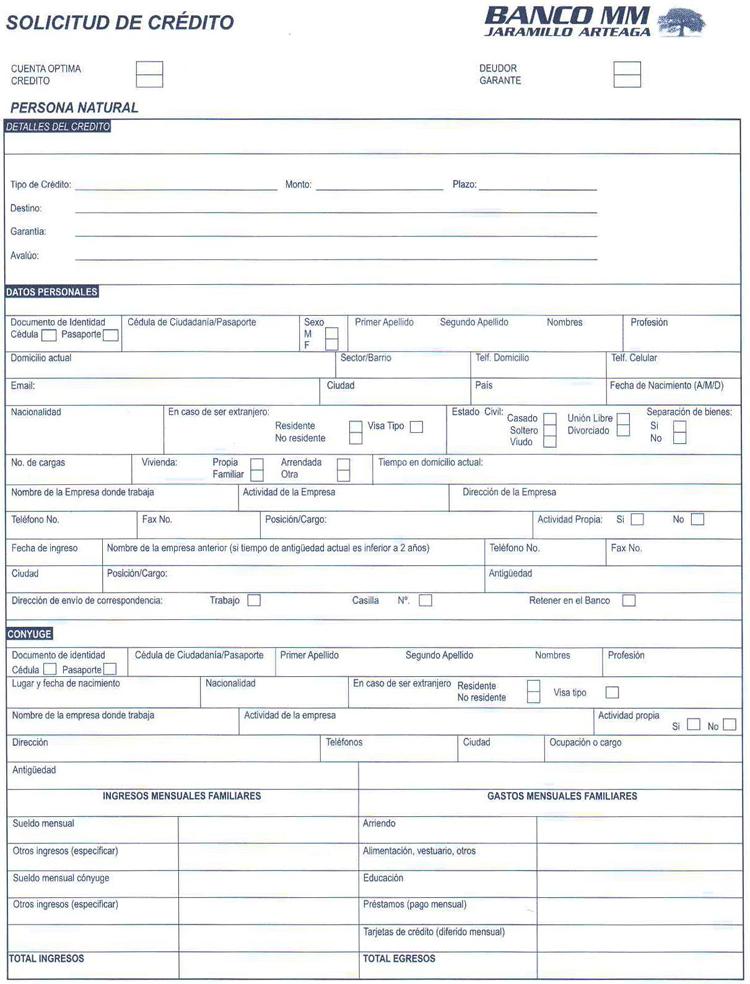 SOLICITUD DE CRÉDITO
BANCO MM
JARAMILLO ARTEAGA
CUENTA OPTIMA
CREDITO
DEUDOR
GARANTE
PERSONA NATURAL
DETALLES DEL CREDITO
Tipo de Crédito: Monto: Plazo:
Destino:
Garantia:
Avalúo:
DATOS PERSONALES
Documento de Identidad Cédula de Ciudadanía/Pasaporte Sexo Primer Apellido Segundo Apellido Nombres Profesión
Cédula Pasaporte M
F
Domicilio actual Sector/Barrio Telf. Domicilio Telf. Celular
Email: Ciudad País Fecha de Nacimiento (A/M/D)
Nacionalidad En caso de ser extranjero: Estado Civil: Casado Unión Libre Separación de bienes:
Residente Visa Tipo Soltero Divorciado Si
No residente Viudo No
No. de cargas Vivienda: Propia Arrendada Tiempo en domicilio actual:
Familiar Otra
Nombre de la Empresa donde trabaja Actividad de la Empresa Dirección de la Empresa
Teléfono No. Fax No. Posición/Cargo: Actividad Propia: Si No
Fecha de ingreso Nombre de la empresa anterior (si tiempo de antigüedad actual es inferior a 2 años) Teléfono No. Fax No.
Ciudad Posición/Cargo: Antigüedad
Dirección de envío de correspondencia: Trabajo Casilla Nº. Retener en el Banco
CONYUGE
Documento de identidad Cédula de Ciudadanía/Pasaporte Primer Apellido Segundo Apellido Nombres Profesión
Cédula Pasaporte
Lugar y fecha de nacimiento Nacionalidad En caso de ser extranjero Residente Visa tipo
No residente
Nombre de la empresa donde trabaja Actividad de la empresa Actividad propia
Si No
Dirección Teléfonos Ciudad Ocupación o cargo
Antigüedad
INGRESOS MENSUALES FAMILIARES GASTOS MENSUALES FAMILIARES
Sueldo mensual Arriendo
Otros ingresos (especificar) Alimentación, vestuario, otros
Sueldo mensual cónyuge Educación
Otros ingresos (especificar) Préstamos (pago mensual)
Tarjetas de crédito (diferido mensual)
TOTAL INGRESOS TOTAL EGRESOS